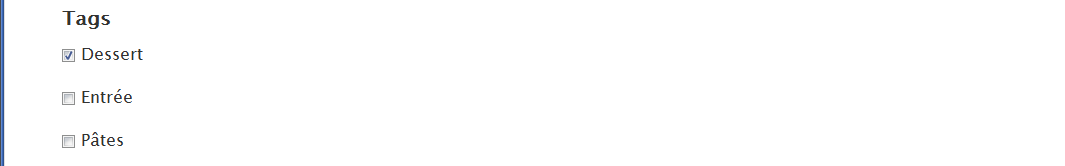 Tags
Dessert
Entrée
Pâtes